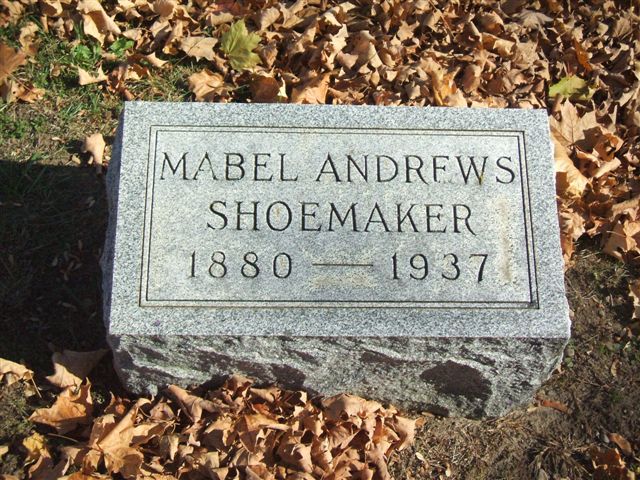 MABEL ANDREWS
SHOEMAKER
1880 — 1937